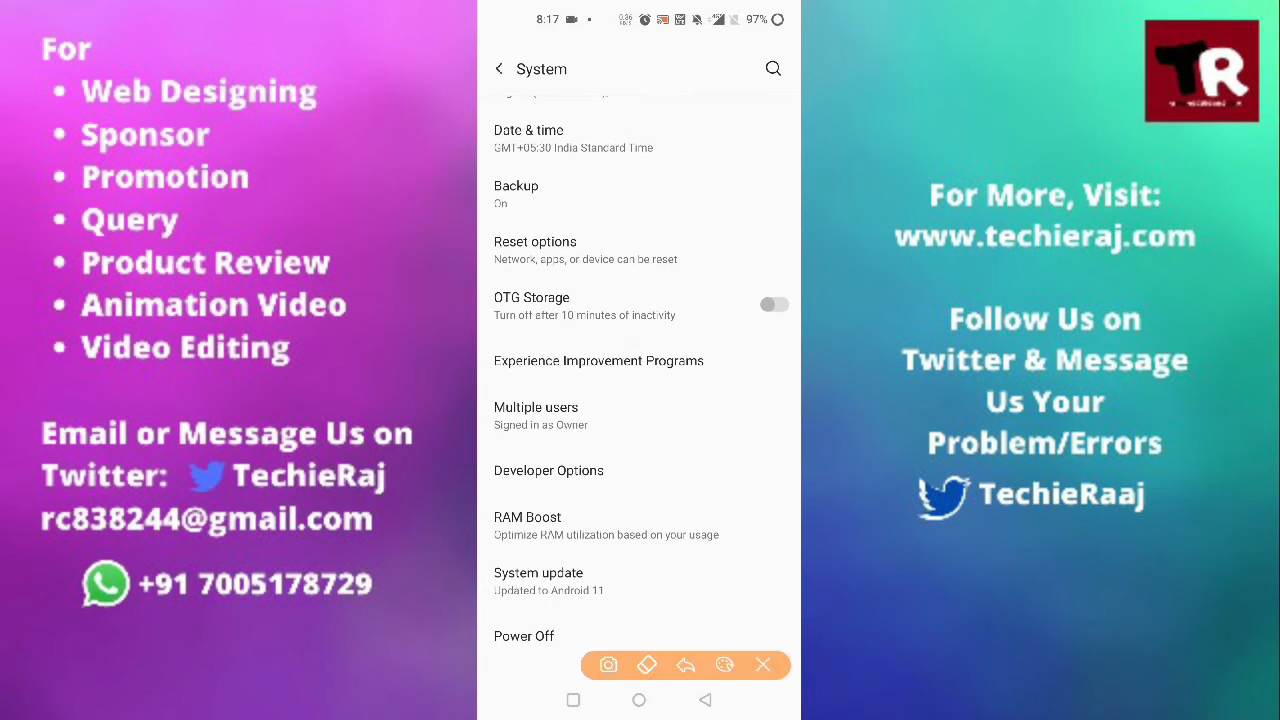 For
• Web Designing
• Sponsor
• Promotion
• Query
• Product Review
• Animation Video
• Video Editing
Email or Message Us on
Twitter: TechieRaj
rc838244@gmail.com
+91 7005178729
8:17
97%
System
Date & time
GMT+05:30 India Standard Time
Backup
On
Reset options
Network, apps, or device can be reset
OTG Storage
Turn off after 10 minutes of inactivity
Experience Improvement Programs
Multiple users
Signed in as Owner
Developer Options
RAM Boost
Optimize RAM utilization based on your usage
System update
Updated to Android 11
Power Off
TR
For More, Visit:
www.techieraj.com
Follow Us on
Twitter & Message
Us Your
Problem/Errors
TechieRaaj